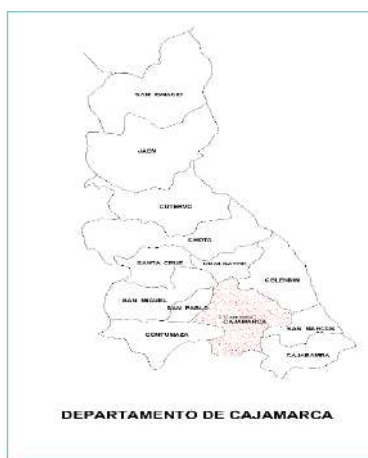 SAN IGNACIO
JAEN
CUTERVO
CHOTA
SANTA CRUZ
HUALGAYOC
CELENDIN
SAN MIGUEL
SAN PABLO
CAJAMARCA
SAN MARCOS
CONTUMAZA
CAJABAMBA
DEPARTAMENTO DE CAJAMARCA